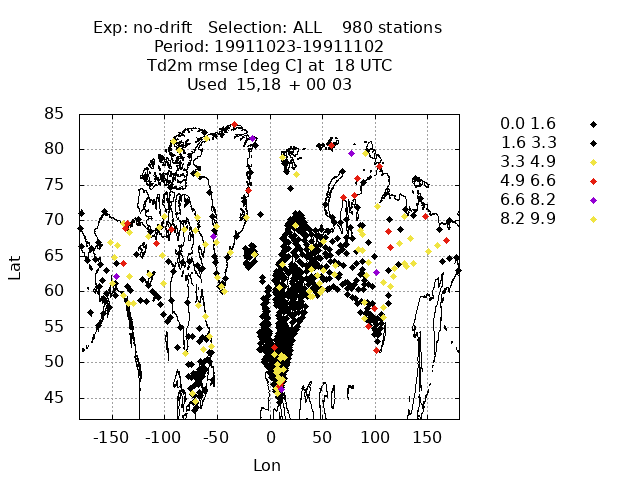 Exp: no-drift Selection: ALL 980 stations
Period: 19911023-19911102
Td2m rmse [deg C] at 18 UTC
Used 15,18 + 00 03
85
80
75
70
65
60
55
50
45
Lat
-150 -100 -50 0 50 100 150
Lon
0.0 1.6
1.6 3.3
3.3 4.9
4.9 6.6
6.6 8.2
8.2 9.9